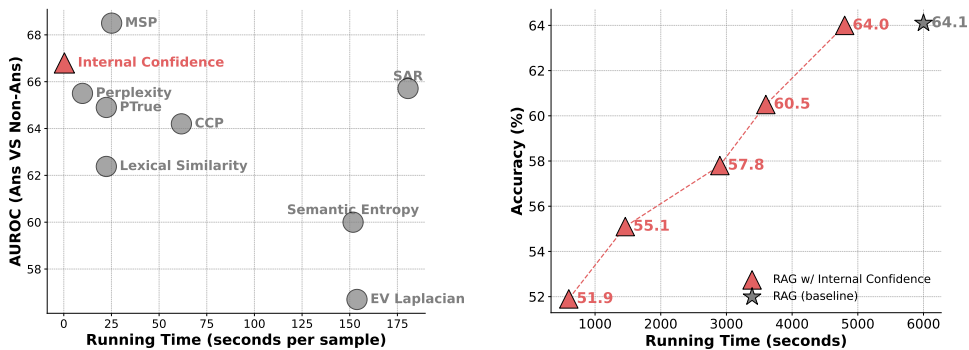 AUROC (Ans VS Non-Ans)
68
66
64
62
60
58
MSP
Internal Confidence
Perplexity
PTrue
CCP
SAR
Lexical Similarity
Semantic Entropy
EV Laplacian
0 25 50 75 100 125 150 175
Running Time (seconds per sample)
Accuracy (%)
64
62
60
58
56
54
52
64.0
64.1
60.5
57.8
55.1
51.9
RAG w/ Internal Confidence
RAG (baseline)
1000 2000 3000 4000 5000 6000
Running Time (seconds)